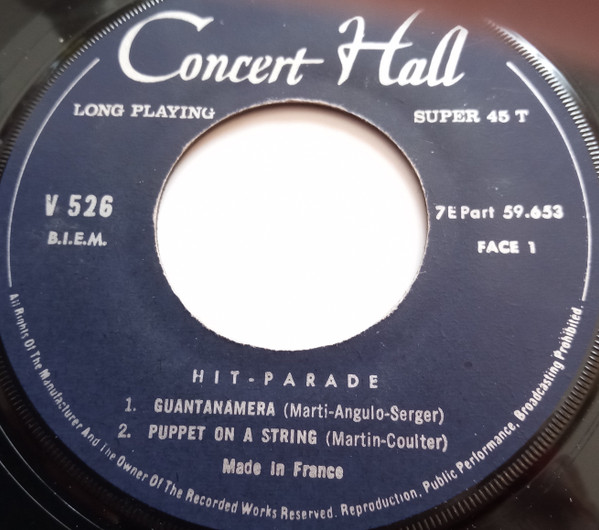 Concert Hall
LONG PLAYING
SUPER 45 T
V 526
7E Part 59.653
B.I.E.M.
FACE 1
HIT-PARADE
1. GUANTANAMERA (Marti-Angulo-Serger)
2. PUPPET ON A STRING (Martin-Coulter)
Made in France
All Rights Of The Manufacturer And The Owner Of The Recorded Works Reserved. Reproduction, Public Performance, Broadcasting Prohibited.